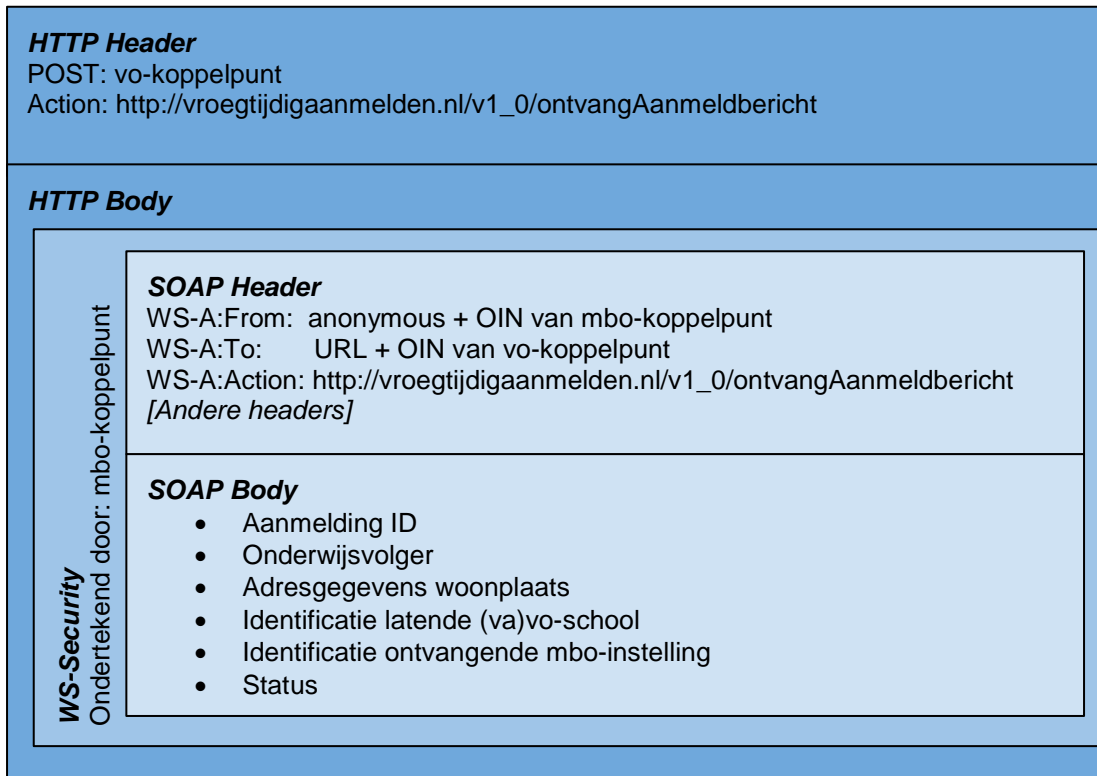 HTTP Header
POST: vo-koppelpunt
Action: http://vroegtijdigaanmelden.nl/v1_0/ontvangAanmeldbericht
HTTP Body
WS-Security
Ondertekend door: mbo-koppelpunt
SOAP Header
WS-A:From: anonymous + OIN van mbo-koppelpunt
WS-A:To: URL + OIN van vo-koppelpunt
WS-A:Action: http://vroegtijdigaanmelden.nl/v1_0/ontvangAanmeldbericht
[Andere headers]
SOAP Body
• Aanmelding ID
• Onderwijsvolger
• Adresgegevens woonplaats
• Identificatie latende (va)vo-school
• Identificatie ontvangende mbo-instelling
• Status